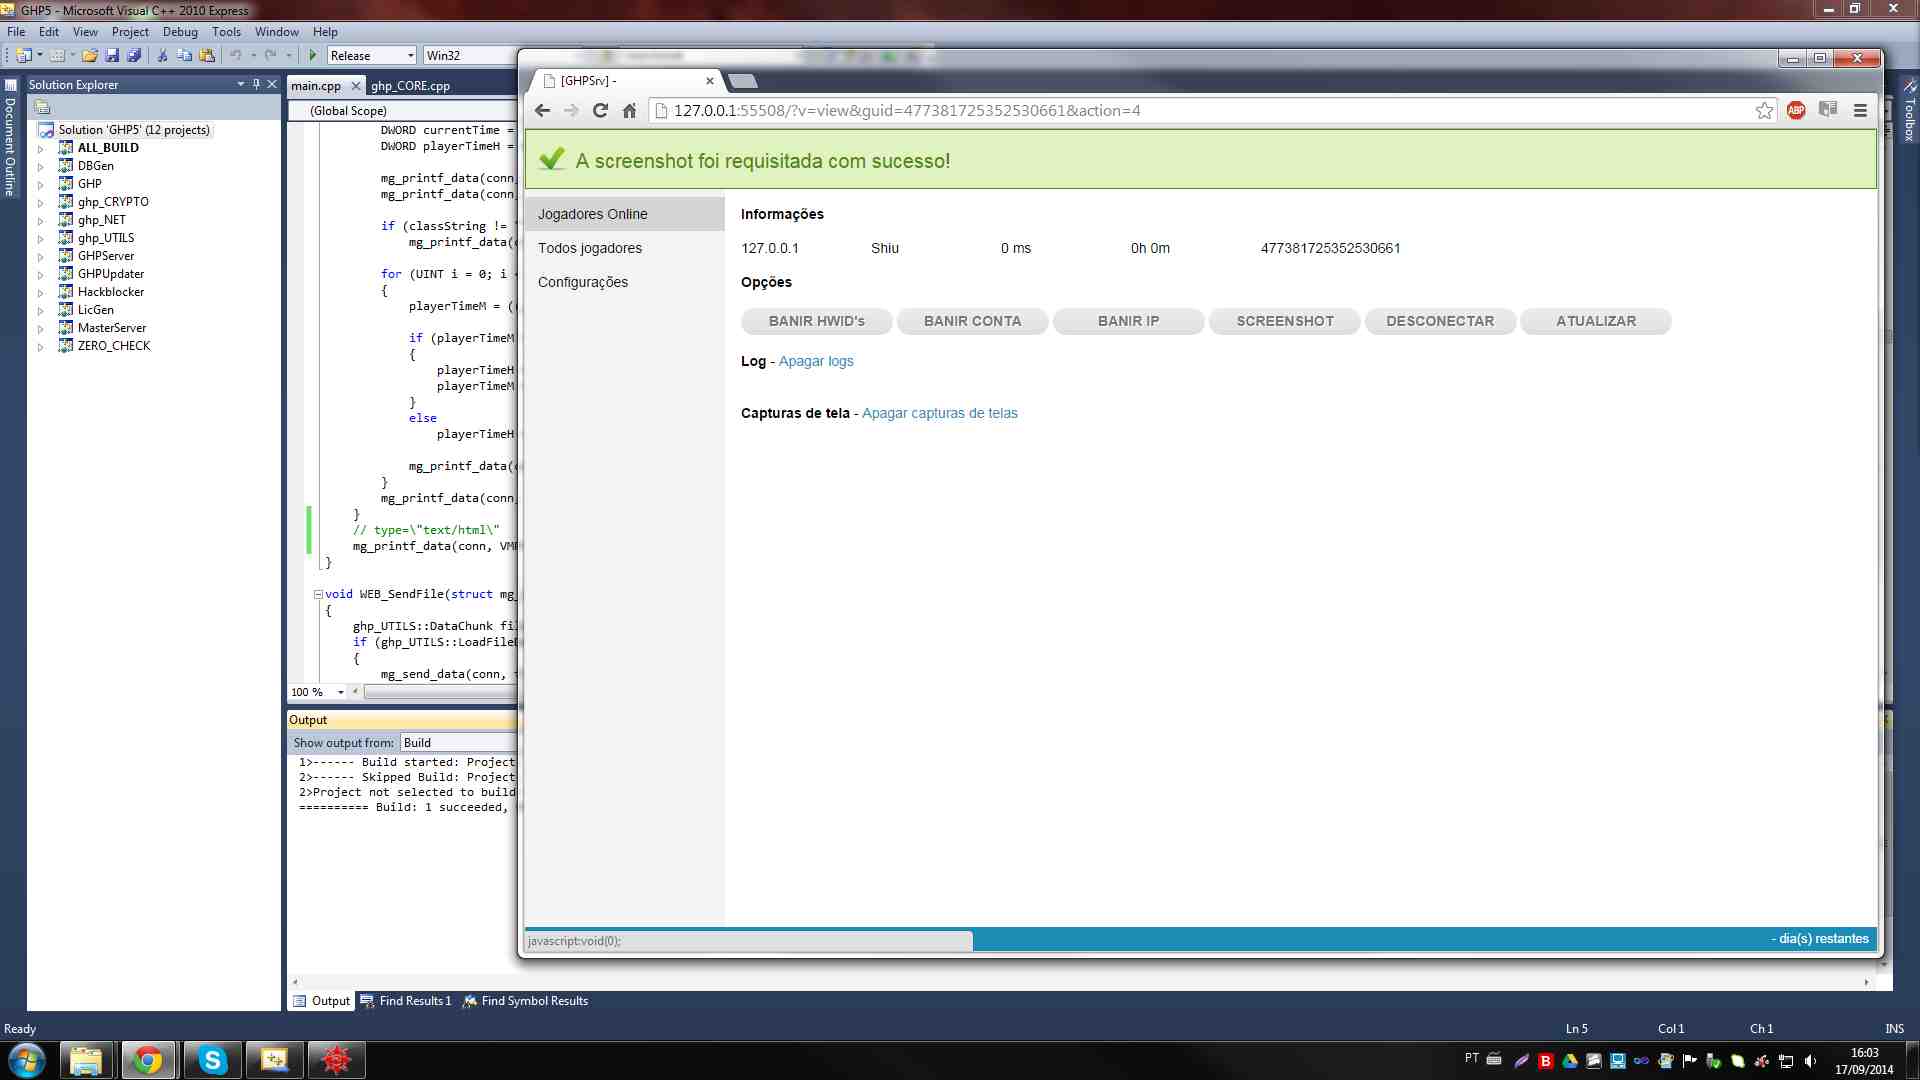 GHP5 - Microsoft Visual C++ 2010 Express
File Edit View Project Debug Tools Window Help
Release
Win32
Document Outline
Solution Explorer
Solution 'GHP5' (12 projects)
ALL_BUILD
DBGen
GHP
ghp_CRYPTO
ghp_NET
ghp_UTILS
GHPServer
GHPUpdater
Hackblocker
LicGen
MasterServer
ZERO_CHECK
main.cpp
ghp_CORE.cpp
(Global Scope)
DWORD currentTime =
DWORD playerTimeH =
mg_printf_data(conn,
mg_printf_data(conn,
if (classString != "
mg_printf_data(c
for (UINT i = 0; i <
{
playerTimeM = ((
if (playerTimeM
{
playerTimeH
playerTimeM
}
else
playerTimeH
mg_printf_data(c
}
mg_printf_data(conn,
}
// type=\"text/html\"
mg_printf_data(conn, VMP
}
void WEB_SendFile(struct mg_
{
ghp_UTILS::DataChunk fil
if (ghp_UTILS::LoadFileD
{
mg_send_data(conn,
100 %
Output
Show output from: Build
1>------ Build started: Project
2>------ Skipped Build: Project
2>Project not selected to build
========== Build: 1 succeeded,
Output
Find Results 1
Find Symbol Results
Ready
Ln 5
Col 1
Ch 1
INS
Toolbox
[GHPSrv] -
127.0.0.1:55508/?v=view&guid=477381725352530661&action=4
ABP
A screenshot foi requisitada com sucesso!
Jogadores Online
Todos jogadores
Configurações
Informações
127.0.0.1 Shiu 0 ms 0h 0m 477381725352530661
Opções
BANIR HWID's
BANIR CONTA
BANIR IP
SCREENSHOT
DESCONECTAR
ATUALIZAR
Log - Apagar logs
Capturas de tela - Apagar capturas de telas
javascript:void(0);
- dia(s) restantes
PT
16:03
17/09/2014